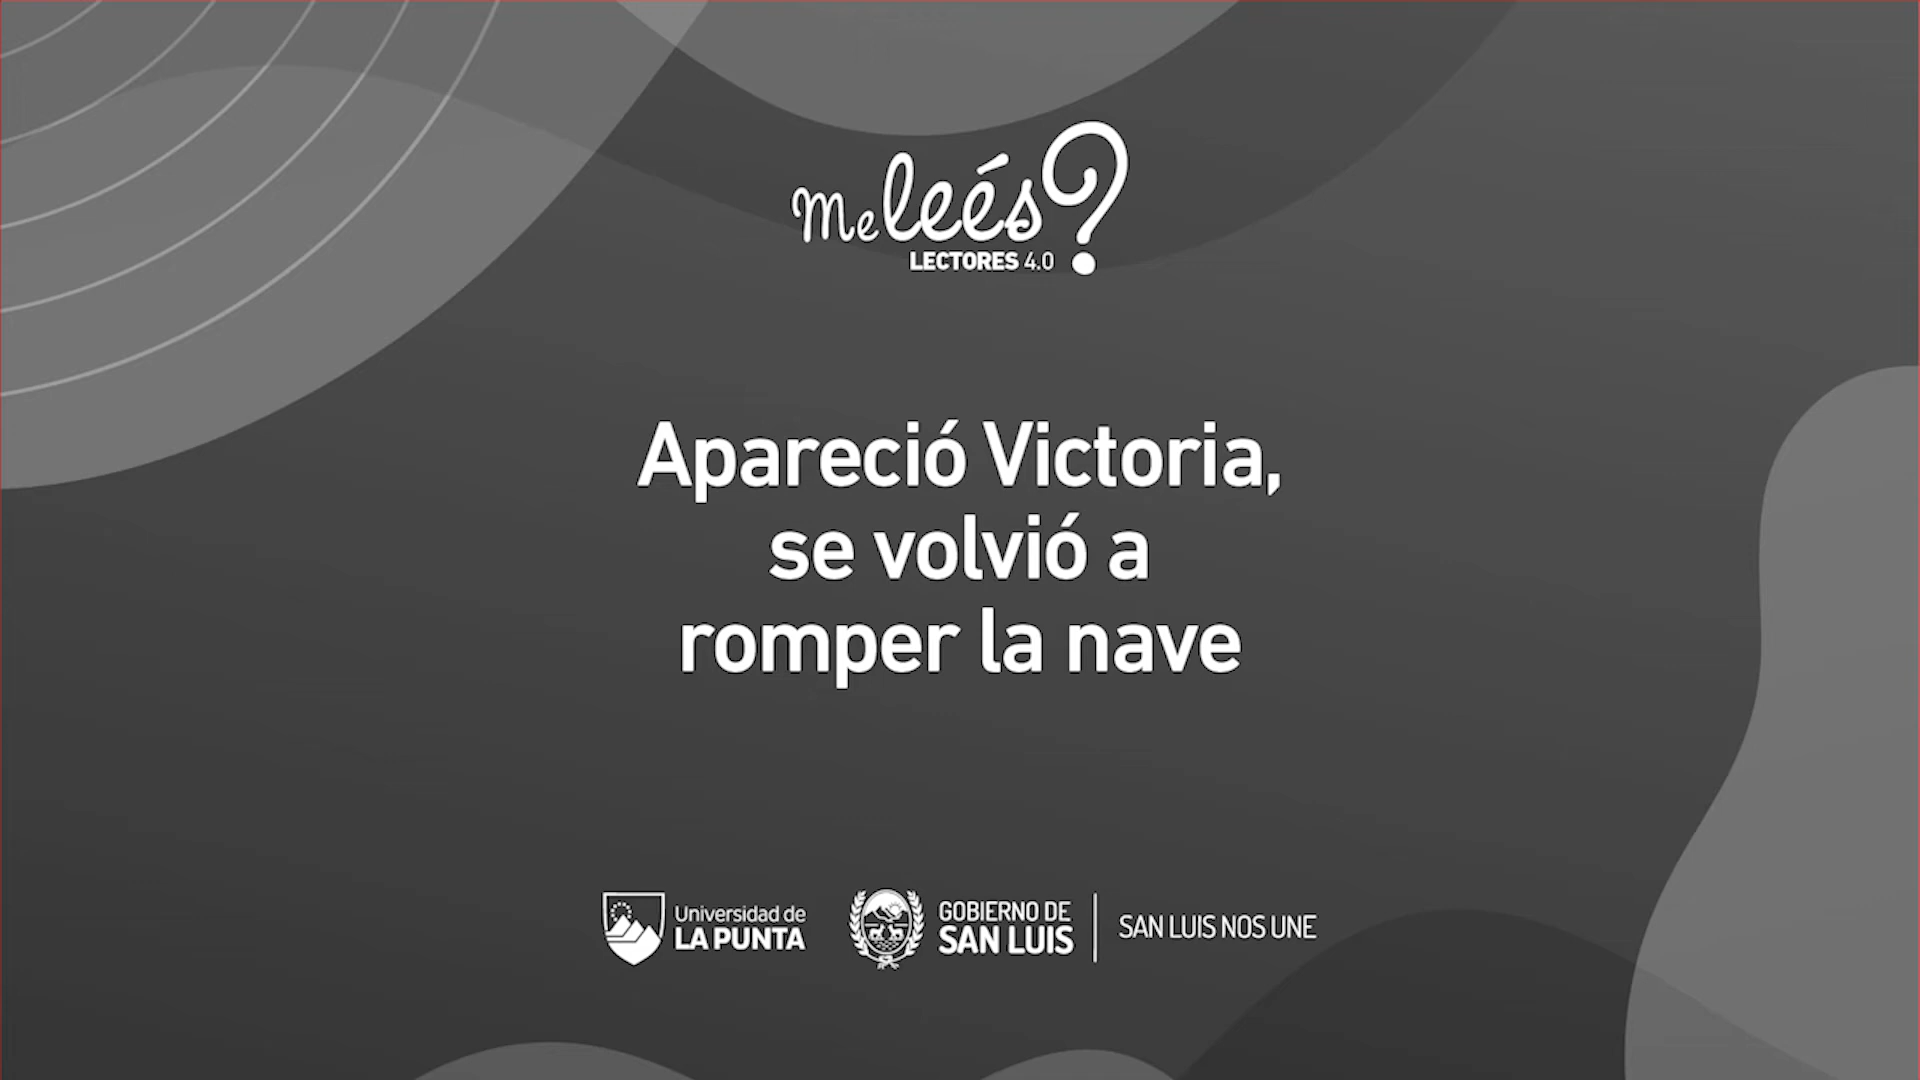 Me leés?
LECTORES 4.0
Apareció Victoria,
se volvió a
romper la nave
Universidad de
LA PUNTA
GOBIERNO DE
SAN LUIS
SAN LUIS NOS UNE